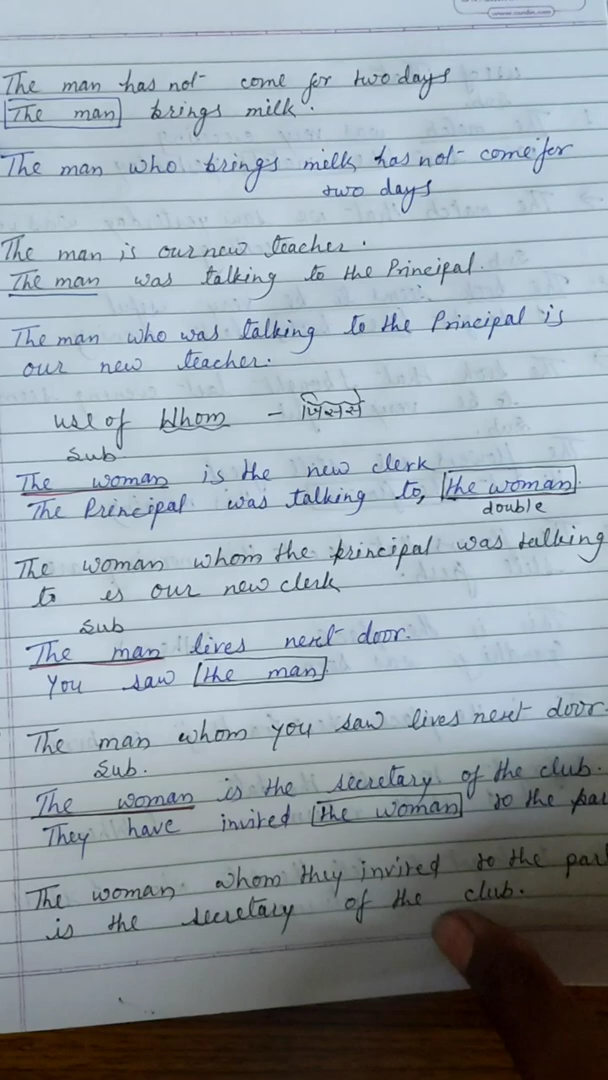 The man has not come for two days
The man brings milk.
The man who brings milk has not come for
two days
The man is our new teacher.
The man was talking to the Principal.
The man who was talking to the Principal is
our new teacher.
use of Whom - जिससे
Sub
The woman is the new clerk
The Principal was talking to, the woman
double
The woman whom the principal was talking
to is our new clerk
Sub
The man lives next door.
You saw the man
The man whom you saw lives next door.
Sub.
The woman is the secretary of the club.
They have invited the woman to the par
The woman whom they invited to the par
is the secretary of the club.